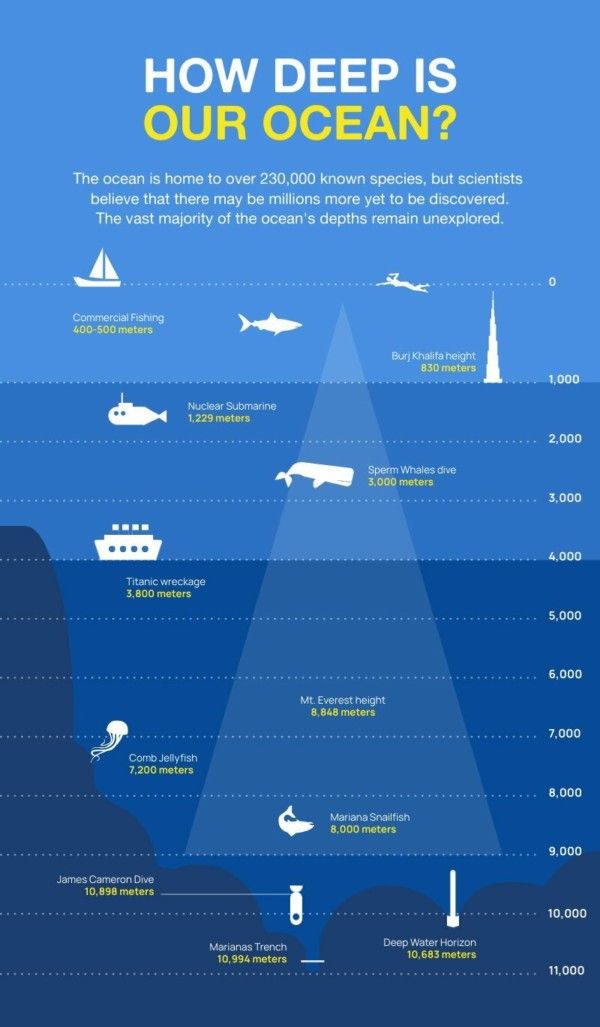 HOW DEEP IS
OUR OCEAN?
The ocean is home to over 230,000 known species, but scientists
believe that there may be millions more yet to be discovered.
The vast majority of the ocean's depths remain unexplored.
0
Commercial Fishing
400-500 meters
Burj Khalifa height
830 meters
1,000
Nuclear Submarine
1,229 meters
2,000
Sperm Whales dive
3,000 meters
3,000
4,000
Titanic wreckage
3,800 meters
5,000
6,000
Mt. Everest height
8,848 meters
7,000
Comb Jellyfish
7,200 meters
8,000
Mariana Snailfish
8,000 meters
9,000
James Cameron Dive
10,898 meters
10,000
Marianas Trench
10,994 meters
Deep Water Horizon
10,683 meters
11,000